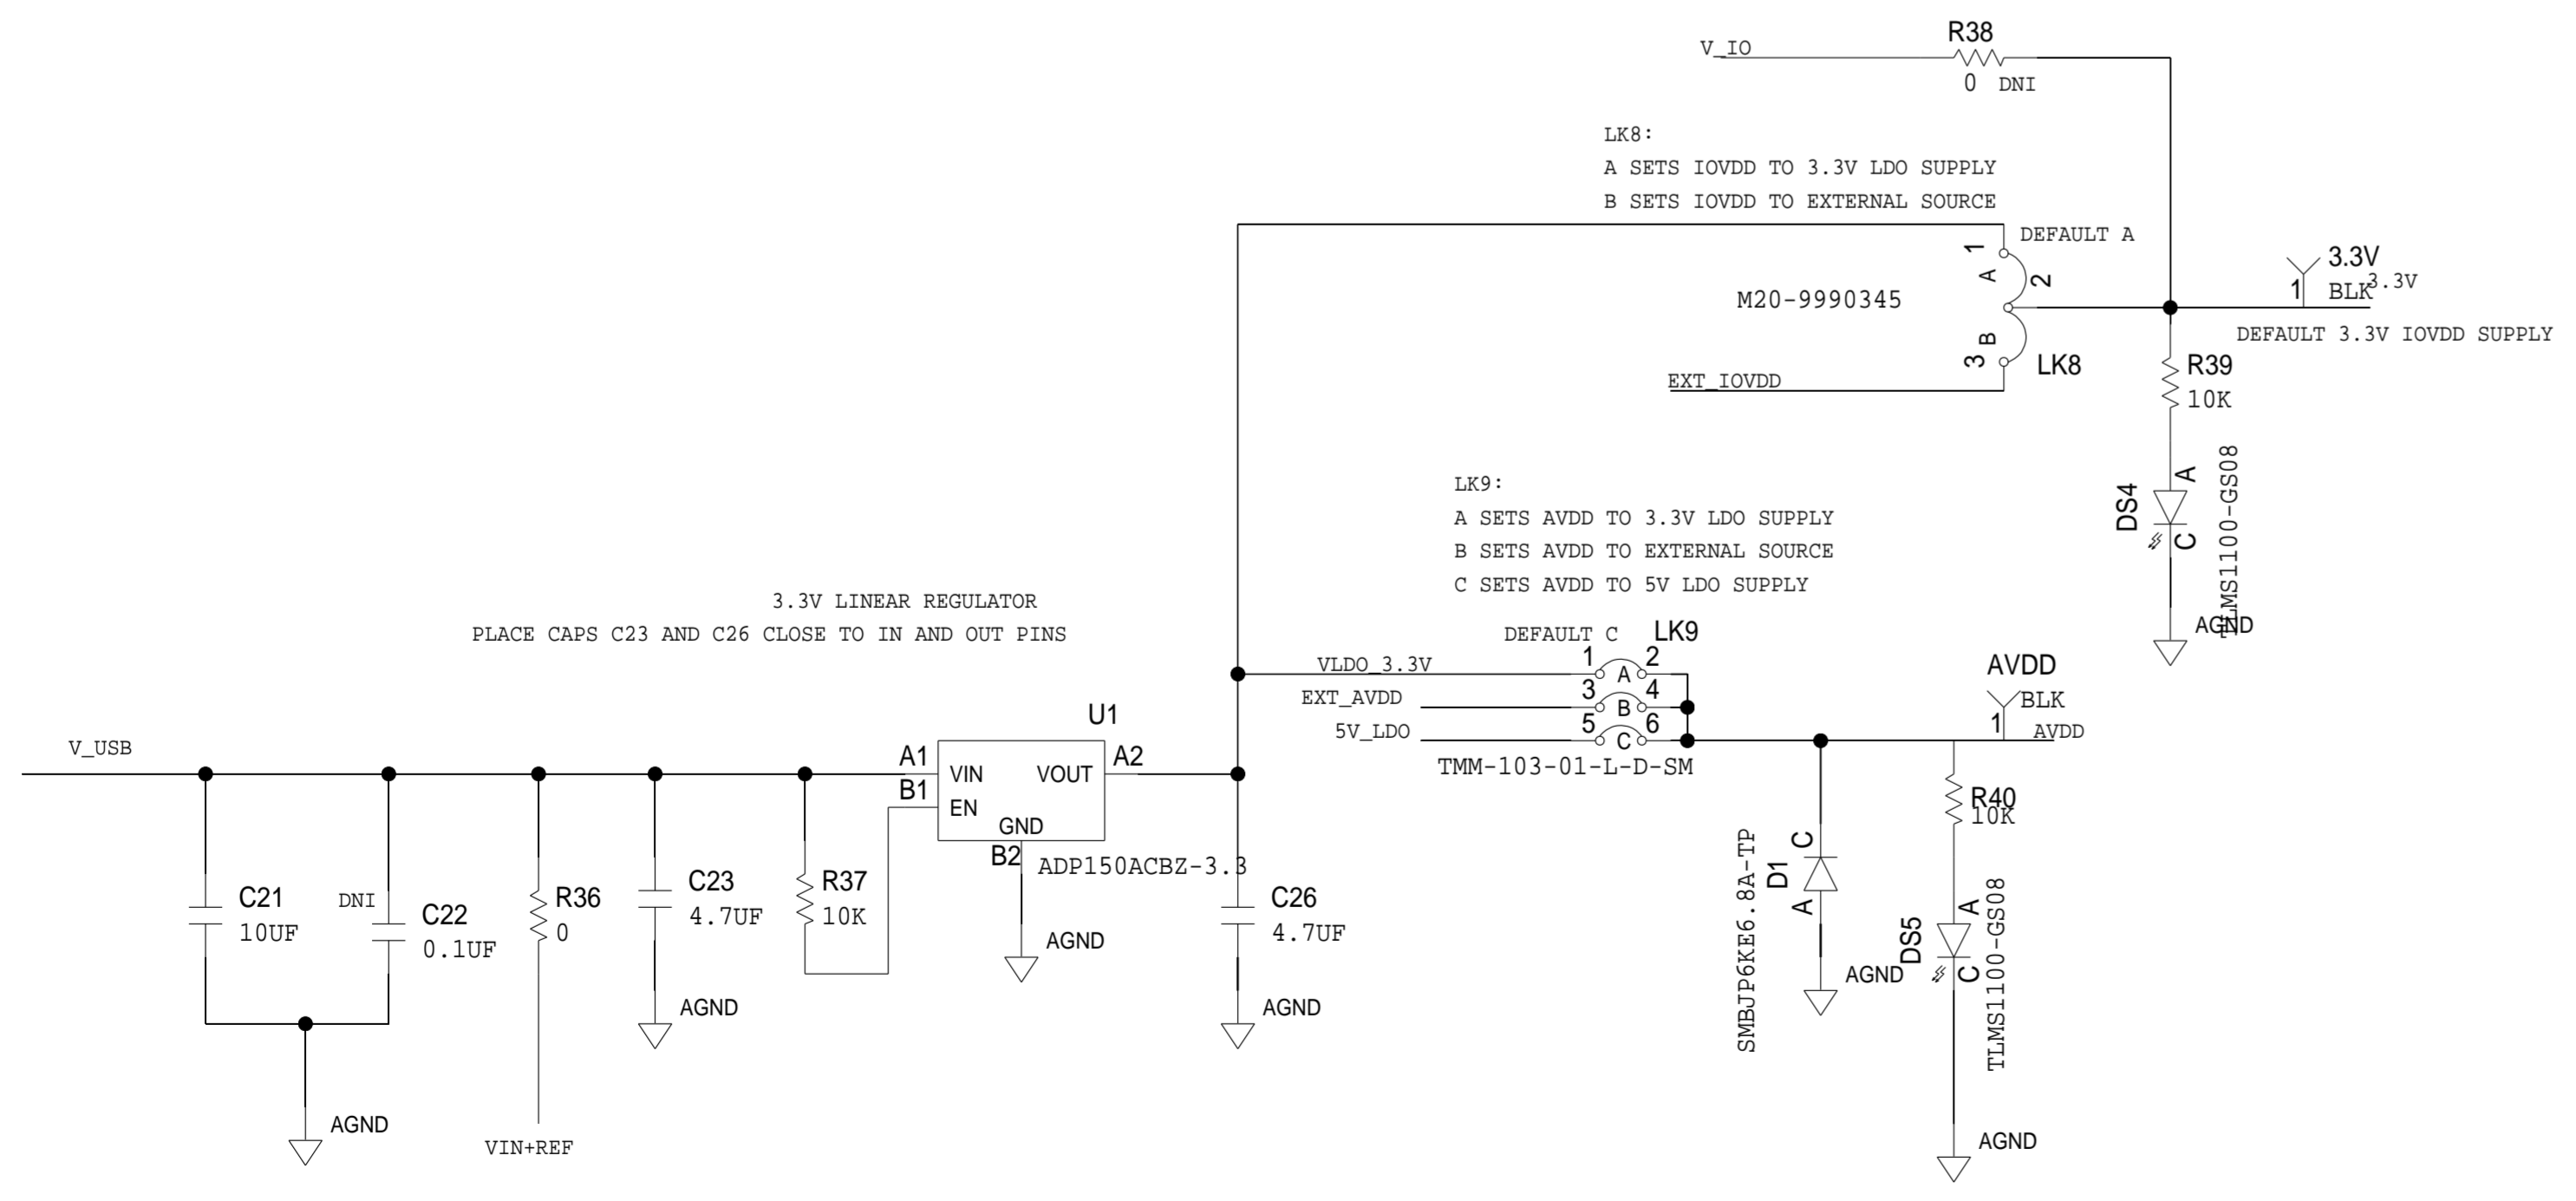 R38
V_IO
0 DNI
LK8:
A SETS IOVDD TO 3.3V LDO SUPPLY
B SETS IOVDD TO EXTERNAL SOURCE
DEFAULT A
1
A
2
M20-9990345
B
3
LK8
EXT_IOVDD
3.3V
1
BLK
3.3V
DEFAULT 3.3V IOVDD SUPPLY
R39
10K
A
DS4
C
TLMS1100-GS08
AGND
LK9:
A SETS AVDD TO 3.3V LDO SUPPLY
B SETS AVDD TO EXTERNAL SOURCE
C SETS AVDD TO 5V LDO SUPPLY
3.3V LINEAR REGULATOR
PLACE CAPS C23 AND C26 CLOSE TO IN AND OUT PINS
DEFAULT C
LK9
VLDO_3.3V
1 A 2
EXT_AVDD
3 B 4
5V_LDO
5 C 6
TMM-103-01-L-D-SM
AVDD
BLK
1
AVDD
V_USB
U1
A1 VIN VOUT A2
B1 EN
GND
B2
ADP150ACBZ-3.3
AGND
C21
10UF
DNI
C22
0.1UF
AGND
R36
0
VIN+REF
C23
4.7UF
AGND
R37
10K
C26
4.7UF
AGND
SMBJP6KE6.8A-TP
D1
C
A
AGND
R40
10K
DS5
A
C
TLMS1100-GS08
AGND